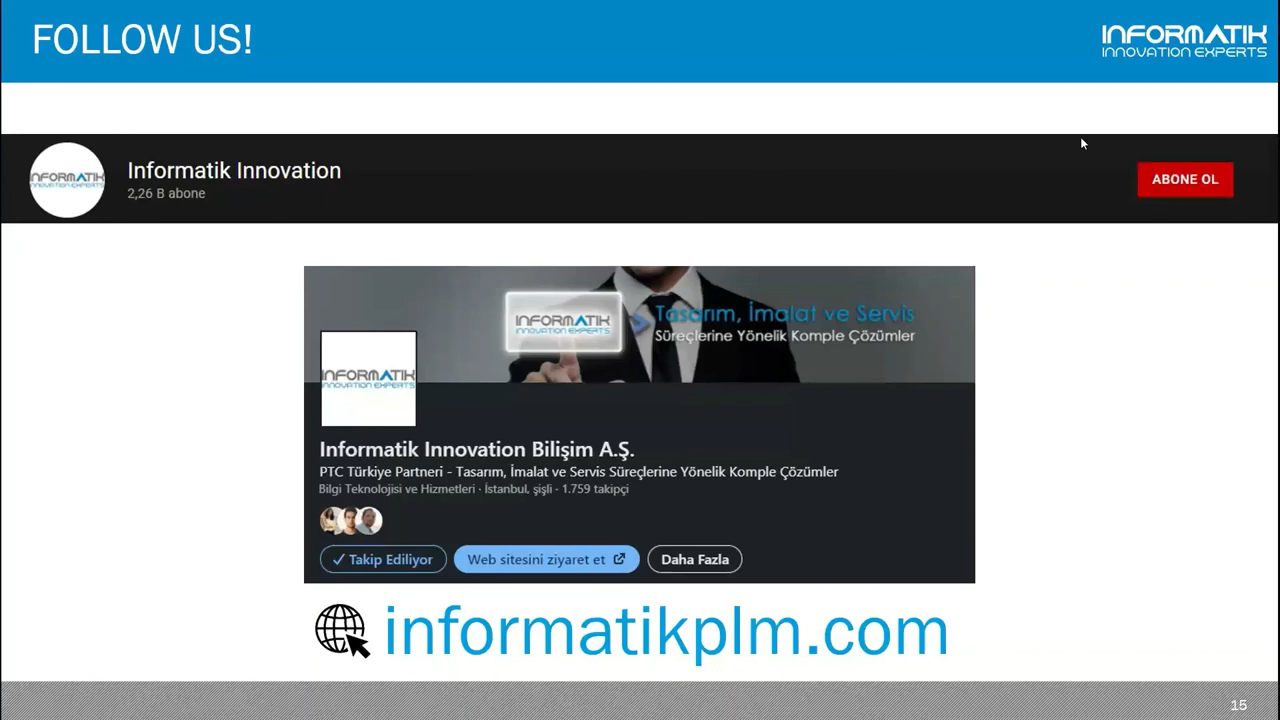 FOLLOW US!
INFORMATIK
INNOVATION EXPERTS
INFORMATIK
INNOVATION EXPERTS
Informatik Innovation
2,26 B abone
ABONE OL
INFORMATIK
INNOVATION EXPERTS
Tasarım, İmalat ve Servis
Süreçlerine Yönelik Komple Çözümler
INFORMATIK
INNOVATION EXPERTS
Informatik Innovation Bilişim A.Ş.
PTC Türkiye Partneri - Tasarım, İmalat ve Servis Süreçlerine Yönelik Komple Çözümler
Bilgi Teknolojisi ve Hizmetleri · İstanbul, şişli · 1.759 takipçi
✓ Takip Ediliyor
Web sitesini ziyaret et
Daha Fazla
informatikplm.com
15